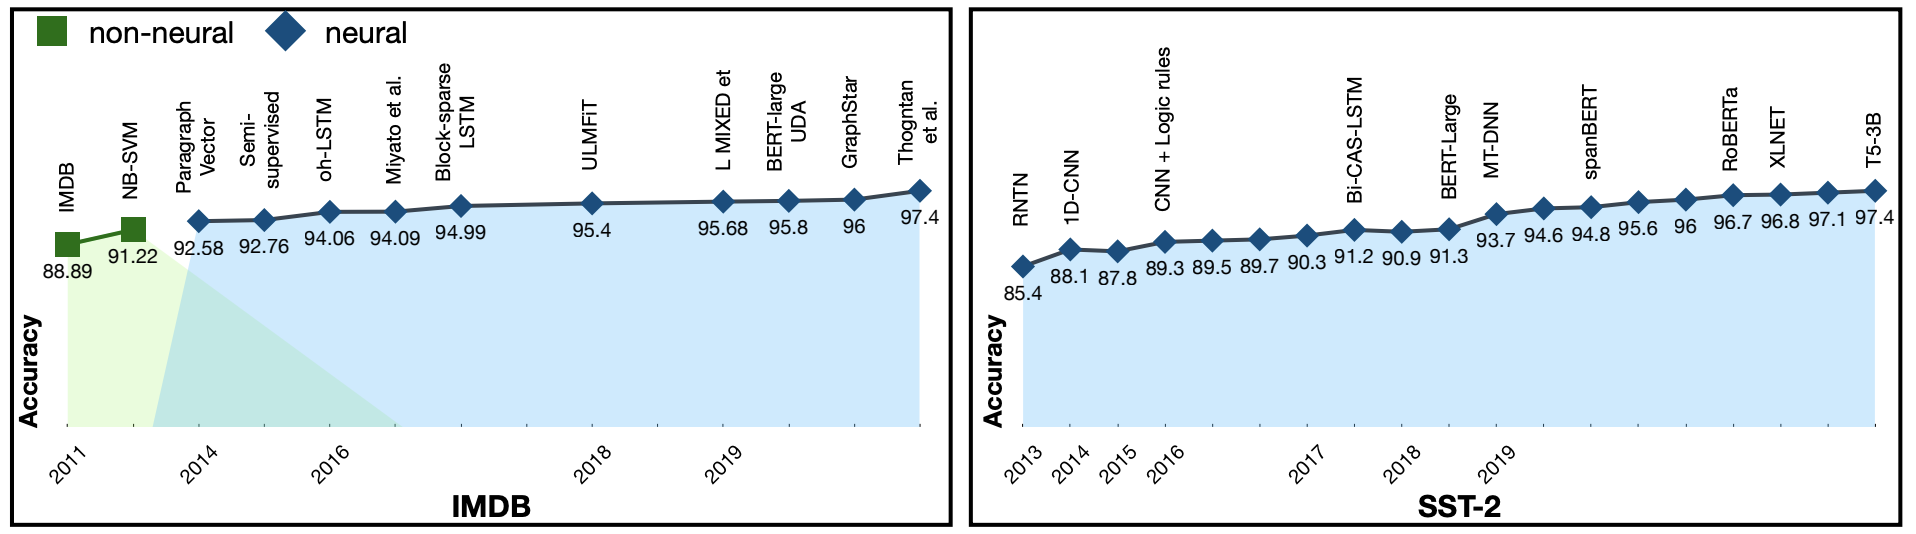 non-neural
neural
IMDB
NB-SVM
Paragraph
Vector
Semi-
supervised
oh-LSTM
Miyato et al.
Block-sparse
LSTM
ULMFiT
L MIXED et
BERT-large
UDA
GraphStar
Thogntan
et al.
88.89
91.22
92.58
92.76
94.06
94.09
94.99
95.4
95.68
95.8
96
97.4
Accuracy
2011
2014
2016
2018
2019
IMDB
RNTN
1D-CNN
CNN + Logic rules
Bi-CAS-LSTM
BERT-Large
MT-DNN
spanBERT
RoBERTa
XLNET
T5-3B
85.4
88.1
87.8
89.3
89.5
89.7
90.3
91.2
90.9
91.3
93.7
94.6
94.8
95.6
96
96.7
96.8
97.1
97.4
Accuracy
2013
2014
2015
2016
2017
2018
2019
SST-2